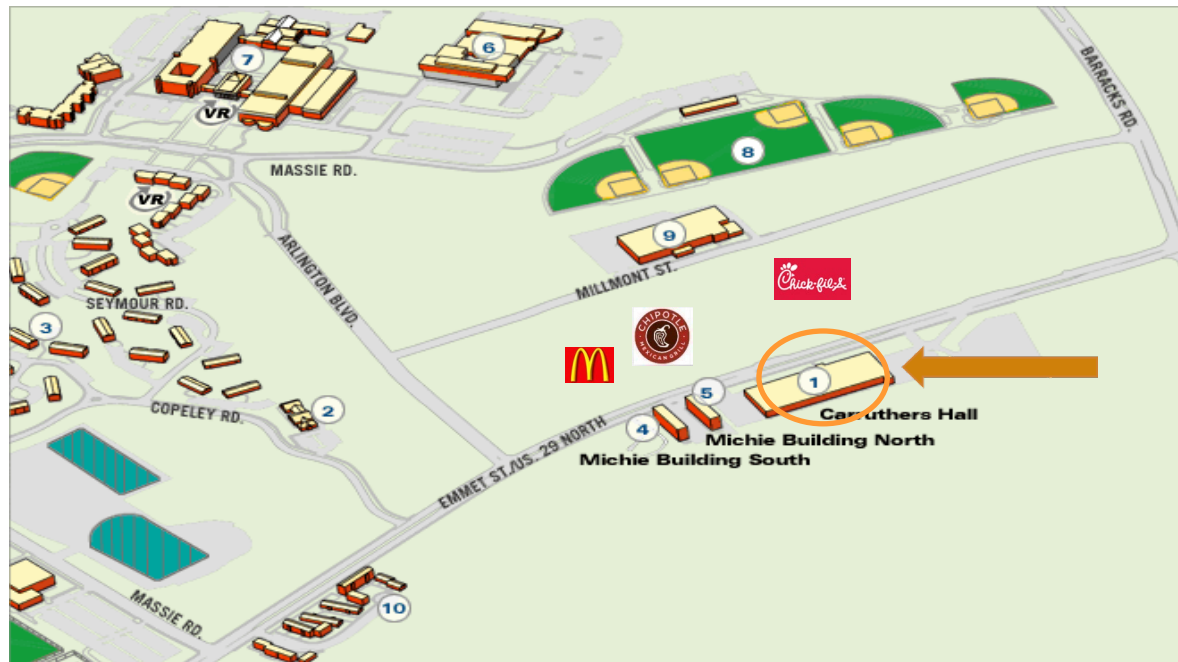 6
7
BARRACKS RD.
VR
8
MASSIE RD.
VR
9
ARLINGTON BLVD.
MILLMONT ST.
Chick-fil-A
SEYMOUR RD.
3
CHIPOTLE
MEXICAN GRILL
1
5
2
COPELEY RD.
4
Carruthers Hall
EMMET ST./US. 29 NORTH
Michie Building North
Michie Building South
MASSIE RD.
10